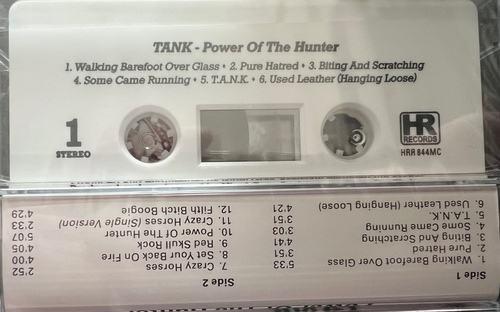 TANK - Power Of The Hunter
1. Walking Barefoot Over Glass • 2. Pure Hatred • 3. Biting And Scratching
4. Some Came Running • 5. T.A.N.K. • 6. Used Leather (Hanging Loose)
1
STEREO
HR
RECORDS
HRR 844MC
Side 1
1. Walking Barefoot Over Glass 5:33
2. Pure Hatred 3:51
3. Biting And Scratching 4:41
4. Some Came Running 3:03
5. T.A.N.K. 3:51
6. Used Leather (Hanging Loose) 4:21
Side 2
7. Crazy Horses 2:52
8. Set Your Back On Fire 4:00
9. Red Skull Rock 4:05
10. Power Of The Hunter 5:07
11. Crazy Horses (Single Version) 2:33
12. Filth Bitch Boogie 4:29